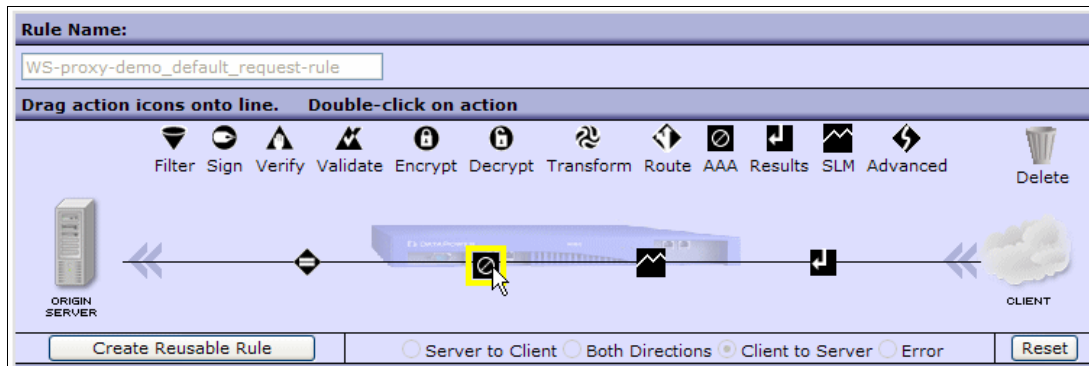 Rule Name:
WS-proxy-demo_default_request-rule
Drag action icons onto line. Double-click on action
Filter Sign Verify Validate Encrypt Decrypt Transform Route AAA Results SLM Advanced
Delete
ORIGIN
SERVER
CLIENT
Create Reusable Rule
Server to Client Both Directions Client to Server Error
Reset